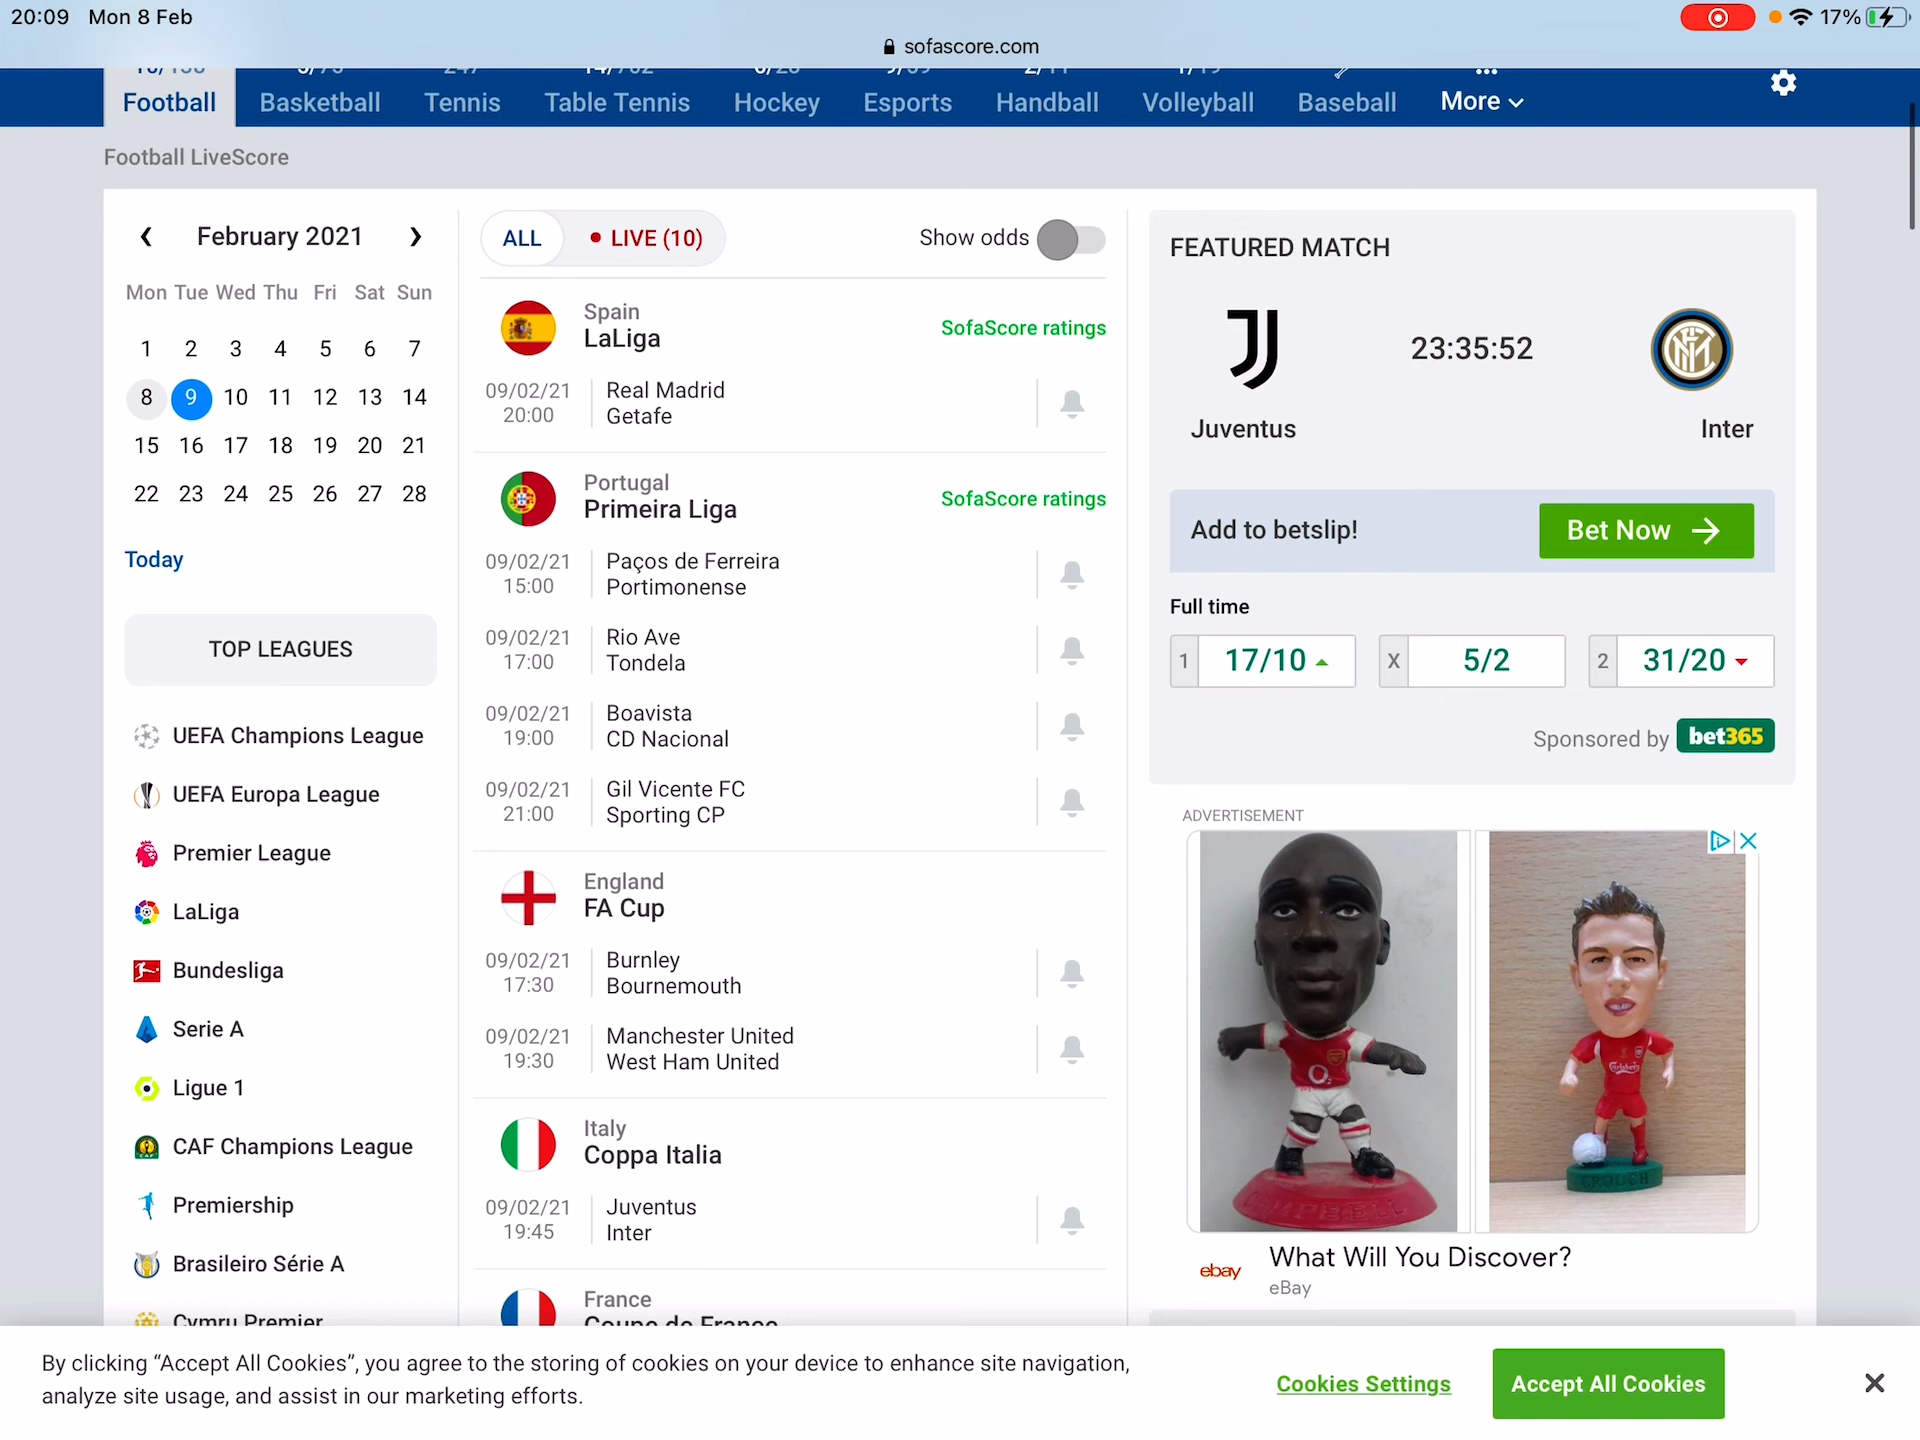 20:09 Mon 8 Feb
17%
sofascore.com
Football
Basketball
Tennis
Table Tennis
Hockey
Esports
Handball
Volleyball
Baseball
More
Football LiveScore
February 2021
Mon Tue Wed Thu Fri Sat Sun
1 2 3 4 5 6 7
8 9 10 11 12 13 14
15 16 17 18 19 20 21
22 23 24 25 26 27 28
Today
TOP LEAGUES
UEFA Champions League
UEFA Europa League
Premier League
LaLiga
Bundesliga
Serie A
Ligue 1
CAF Champions League
Premiership
Brasileiro Série A
Cymru Premier
ALL
LIVE (10)
Show odds
Spain
LaLiga
SofaScore ratings
09/02/21
20:00
Real Madrid
Getafe
Portugal
Primeira Liga
SofaScore ratings
09/02/21
15:00
Paços de Ferreira
Portimonense
09/02/21
17:00
Rio Ave
Tondela
09/02/21
19:00
Boavista
CD Nacional
09/02/21
21:00
Gil Vicente FC
Sporting CP
England
FA Cup
09/02/21
17:30
Burnley
Bournemouth
09/02/21
19:30
Manchester United
West Ham United
Italy
Coppa Italia
09/02/21
19:45
Juventus
Inter
France
Coupe de France
FEATURED MATCH
23:35:52
Juventus
Inter
Add to betslip!
Bet Now
Full time
1 17/10
X 5/2
2 31/20
Sponsored by bet365
ADVERTISEMENT
O2
CAMPBELL
Carlsberg
CROUCH
ebay
What Will You Discover?
eBay
By clicking “Accept All Cookies”, you agree to the storing of cookies on your device to enhance site navigation,
analyze site usage, and assist in our marketing efforts.
Cookies Settings
Accept All Cookies